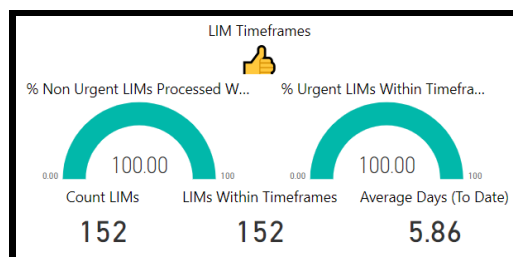 LIM Timeframes
% Non Urgent LIMs Processed W... % Urgent LIMs Within Timefra...
100.00 100.00
0.00 100 0.00 100
Count LIMs LIMs Within Timeframes Average Days (To Date)
152 152 5.86